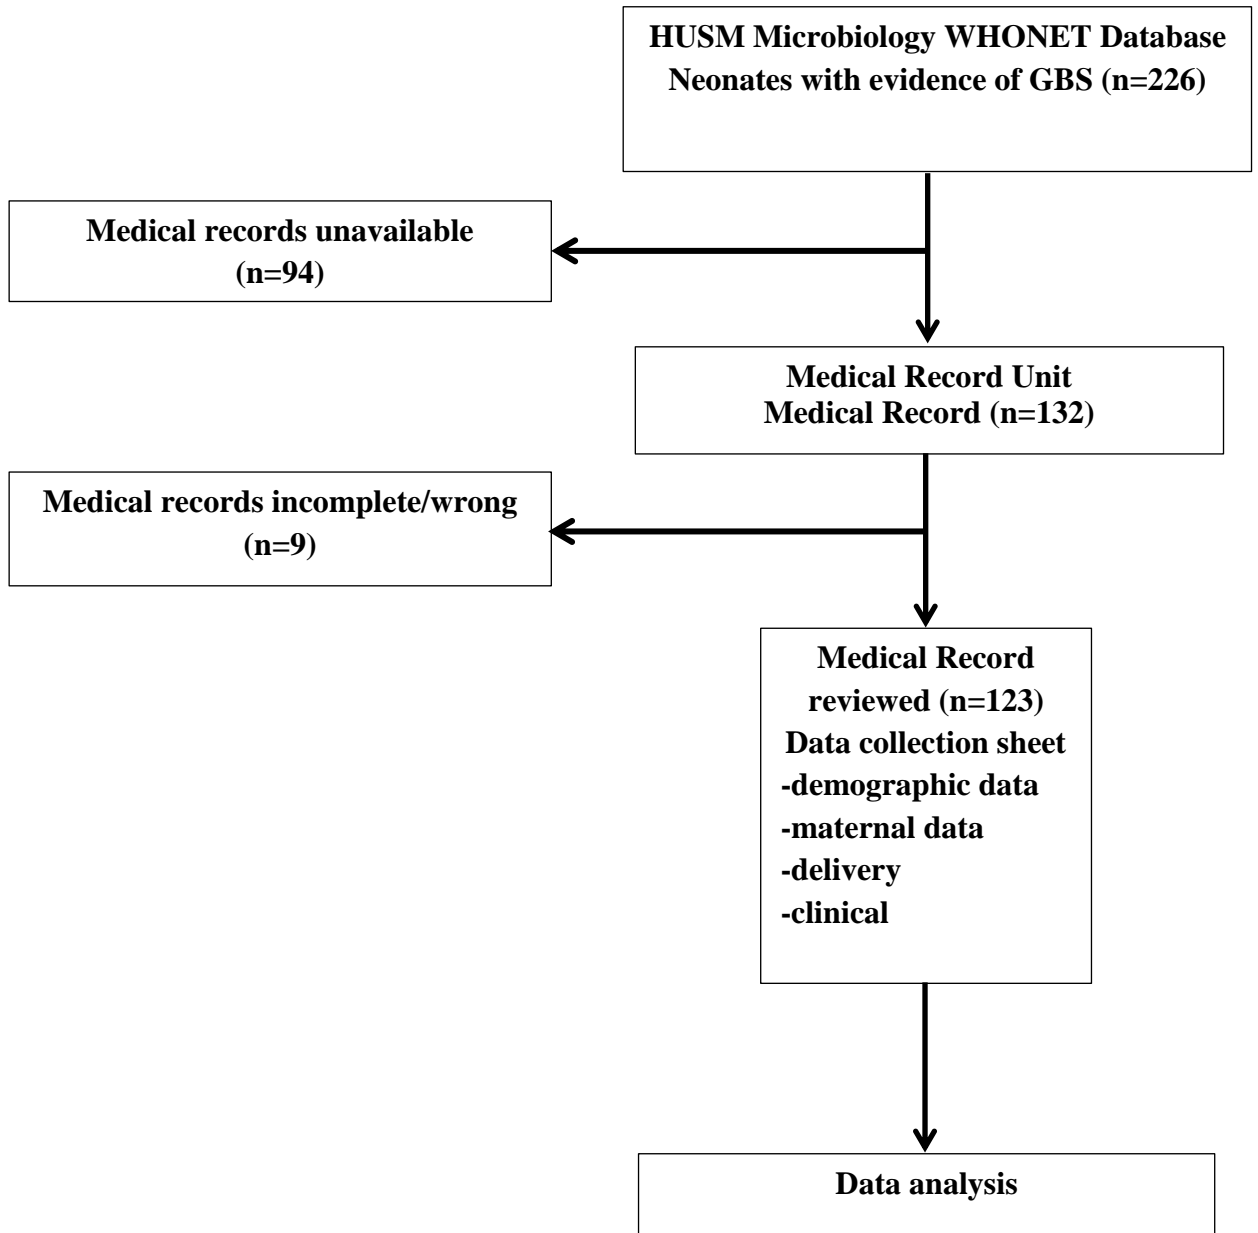 HUSM Microbiology WHONET Database
Neonates with evidence of GBS (n=226)
Medical records unavailable
(n=94)
Medical Record Unit
Medical Record (n=132)
Medical records incomplete/wrong
(n=9)
Medical Record
reviewed (n=123)
Data collection sheet
-demographic data
-maternal data
-delivery
-clinical
Data analysis